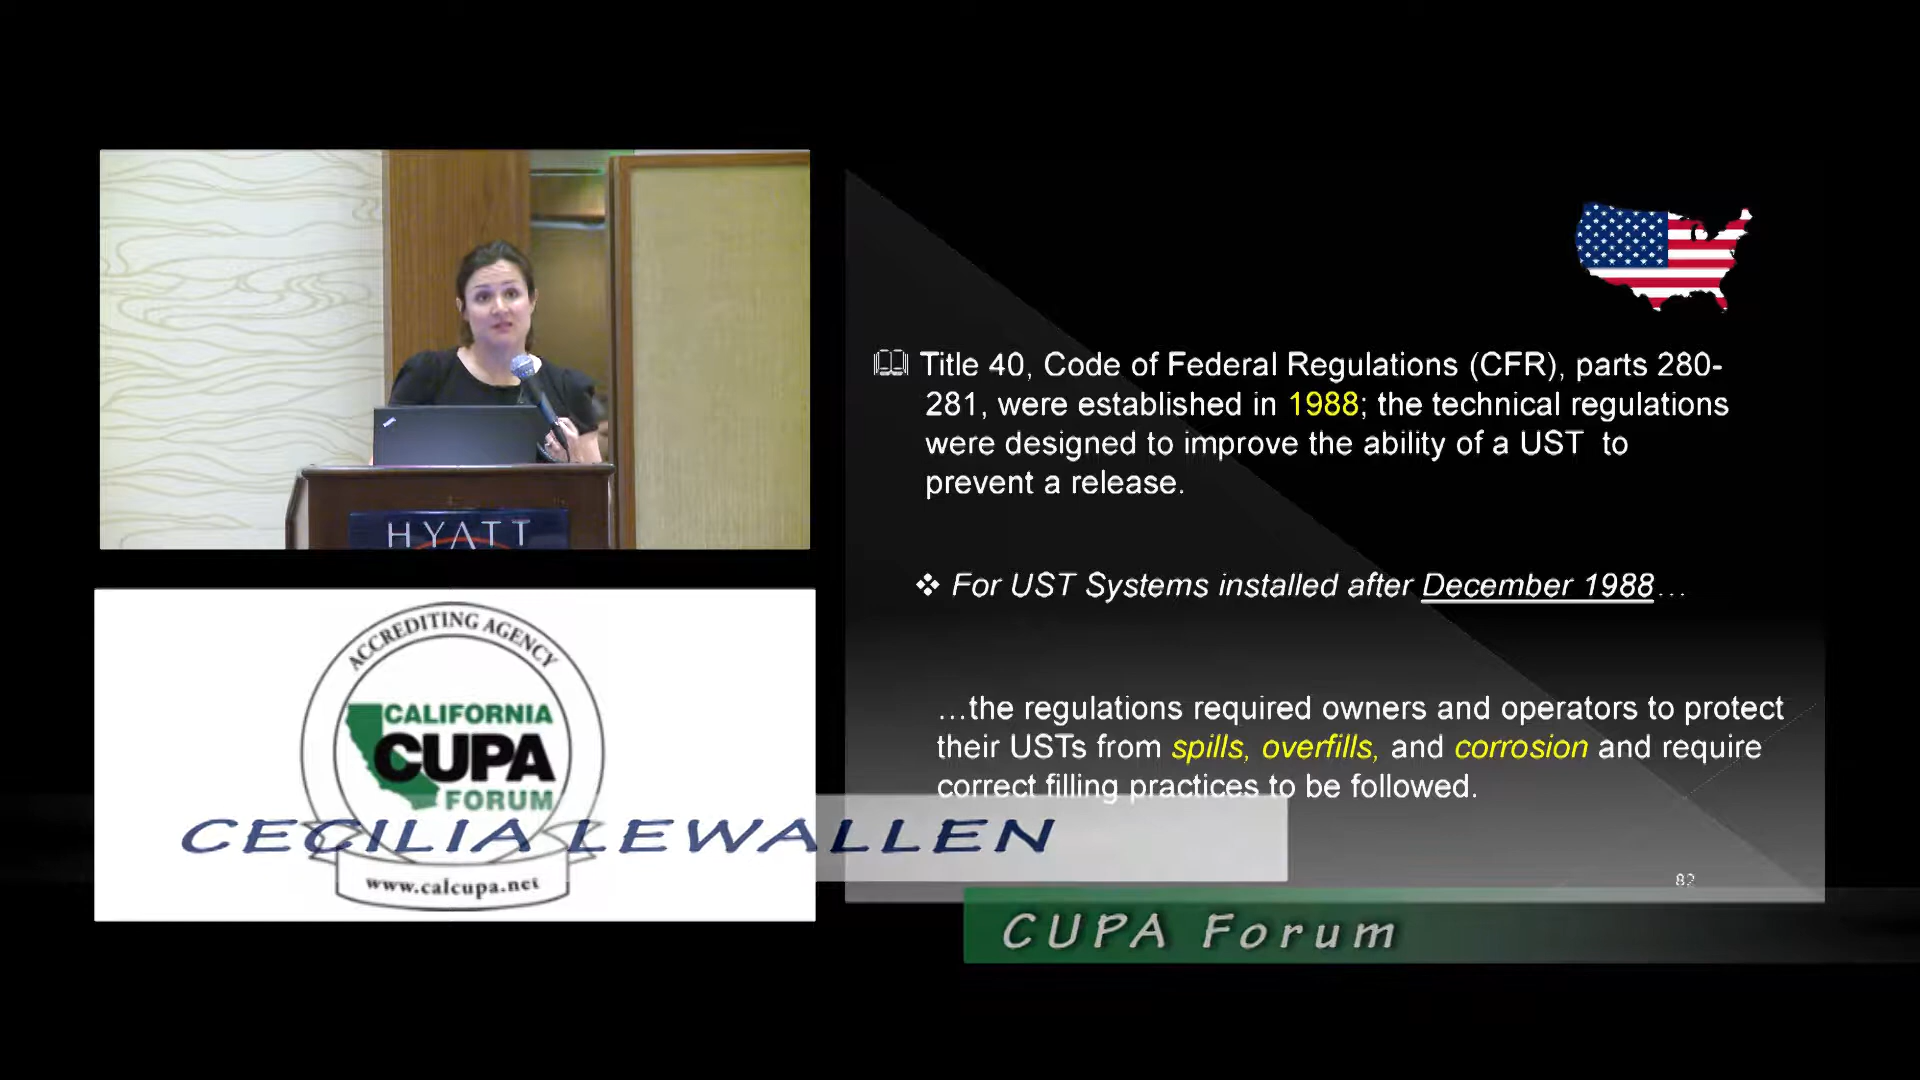 HYATT
ACCREDITING AGENCY
CALIFORNIA
CUPA
FORUM
www.calcupa.net
CECILIA LEWALLEN
Title 40, Code of Federal Regulations (CFR), parts 280-
281, were established in 1988; the technical regulations
were designed to improve the ability of a UST to
prevent a release.
❖ For UST Systems installed after December 1988…
…the regulations required owners and operators to protect
their USTs from spills, overfills, and corrosion and require
correct filling practices to be followed.
82
CUPA Forum